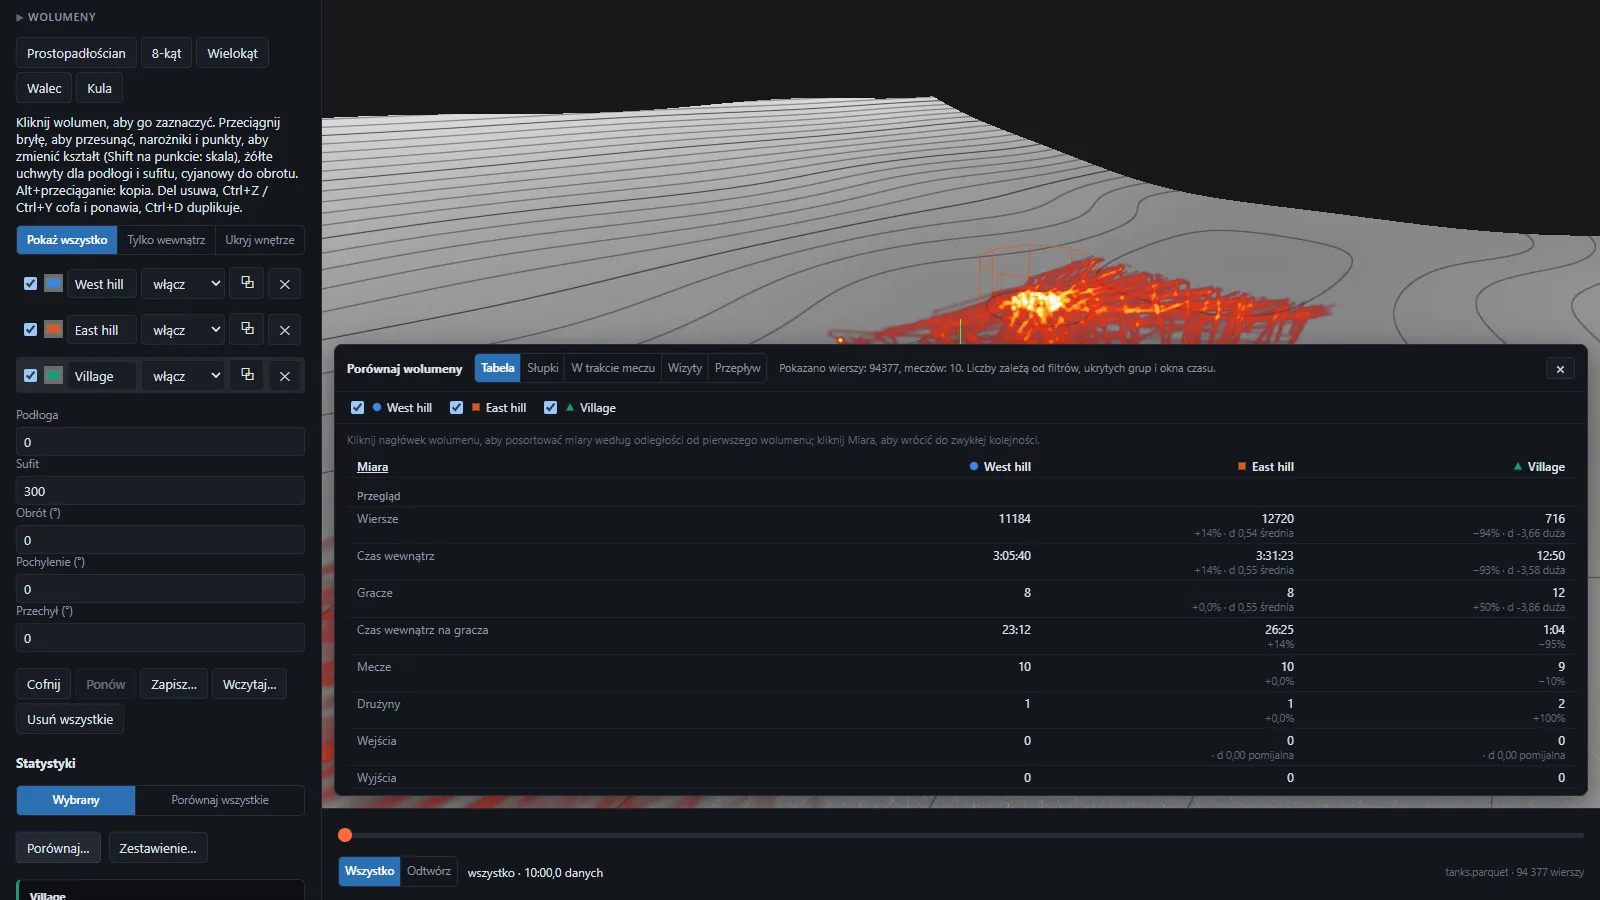 WOLUMENY
Prostopadłościan
8-kąt
Wielokąt
Walec
Kula
Kliknij wolumen, aby go zaznaczyć. Przeciągnij
bryłę, aby przesunąć, narożniki i punkty, aby
zmienić kształt (Shift na punkcie: skala), żółte
uchwyty dla podłogi i sufitu, cyjanowy do obrotu.
Alt+przeciąganie: kopia. Del usuwa, Ctrl+Z /
Ctrl+Y cofa i ponawia, Ctrl+D duplikuje.
Pokaż wszystko
Tylko wewnątrz
Ukryj wnętrze
West hill
włącz
East hill
włącz
Village
włącz
Podłoga
0
Sufit
300
Obrót (°)
0
Pochylenie (°)
0
Przechył (°)
0
Cofnij
Ponów
Zapisz...
Wczytaj...
Usuń wszystkie
Statystyki
Wybrany
Porównaj wszystkie
Porównaj...
Zestawienie...
Village
Porównaj wolumeny
Tabela
Słupki
W trakcie meczu
Wizyty
Przepływ
Pokazano wierszy: 94377, meczów: 10. Liczby zależą od filtrów, ukrytych grup i okna czasu.
West hill
East hill
Village
Kliknij nagłówek wolumenu, aby posortować miary według odległości od pierwszego wolumenu; kliknij Miara, aby wrócić do zwykłej kolejności.
Miara West hill East hill Village
Przegląd
Wiersze 11184 12720 716
+14% · d 0,54 średnia −94% · d -3,66 duża
Czas wewnątrz 3:05:40 3:31:23 12:50
+14% · d 0,55 średnia −93% · d -3,58 duża
Gracze 8 8 12
+0,0% · d 0,55 średnia +50% · d -3,86 duża
Czas wewnątrz na gracza 23:12 26:25 1:04
+14% −95%
Mecze 10 10 9
+0,0% −10%
Drużyny 1 1 2
+0,0% +100%
Wejścia 0 0 0
· d 0,00 pomijalna · d 0,00 pomijalna
Wyjścia 0 0 0
Wszystko
Odtwórz
wszystko · 10:00,0 danych
tanks.parquet · 94 377 wierszy